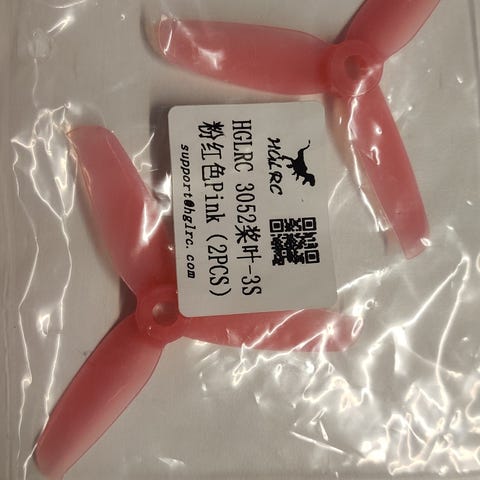 HGLRC
HGLRC 3052桨叶-3S
粉红色Pink (2PCS)
support@hglrc.com